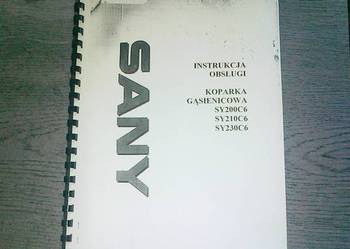 SANY
INSTRUKCJA
OBSŁUGI
KOPARKA
GĄSIENICOWA
SY200C6
SY210C6
SY230C6